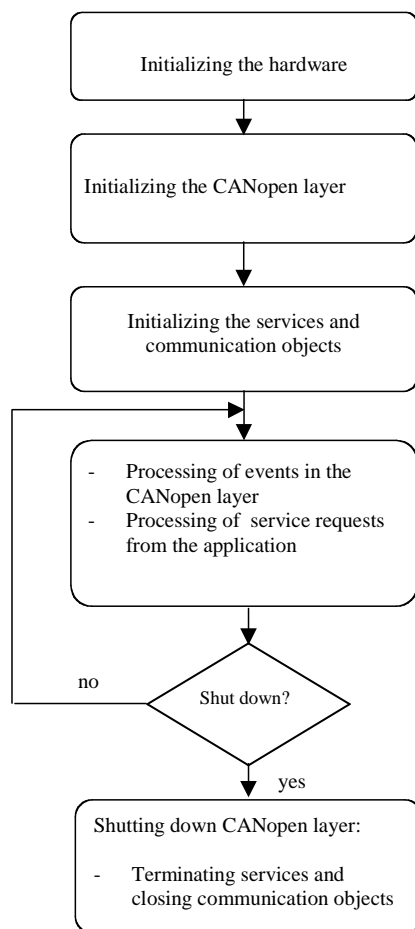 Initializing the hardware
Initializing the CANopen layer
Initializing the services and
communication objects
- Processing of events in the
CANopen layer
- Processing of service requests
from the application
no
Shut down?
yes
Shutting down CANopen layer:
- Terminating services and
closing communication objects